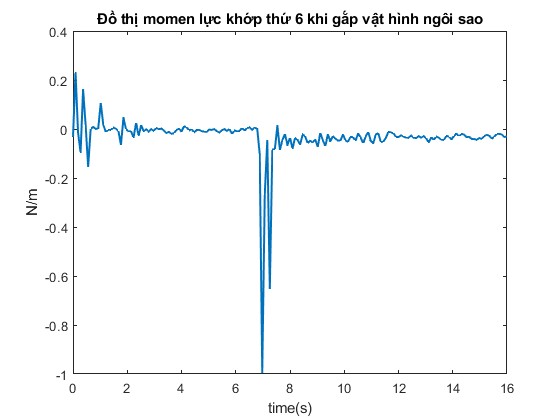 Đồ thị momen lực khớp thứ 6 khi gắp vật hình ngôi sao
0.4
0.2
0
-0.2
-0.4
-0.6
-0.8
-1
N/m
0 2 4 6 8 10 12 14 16
time(s)